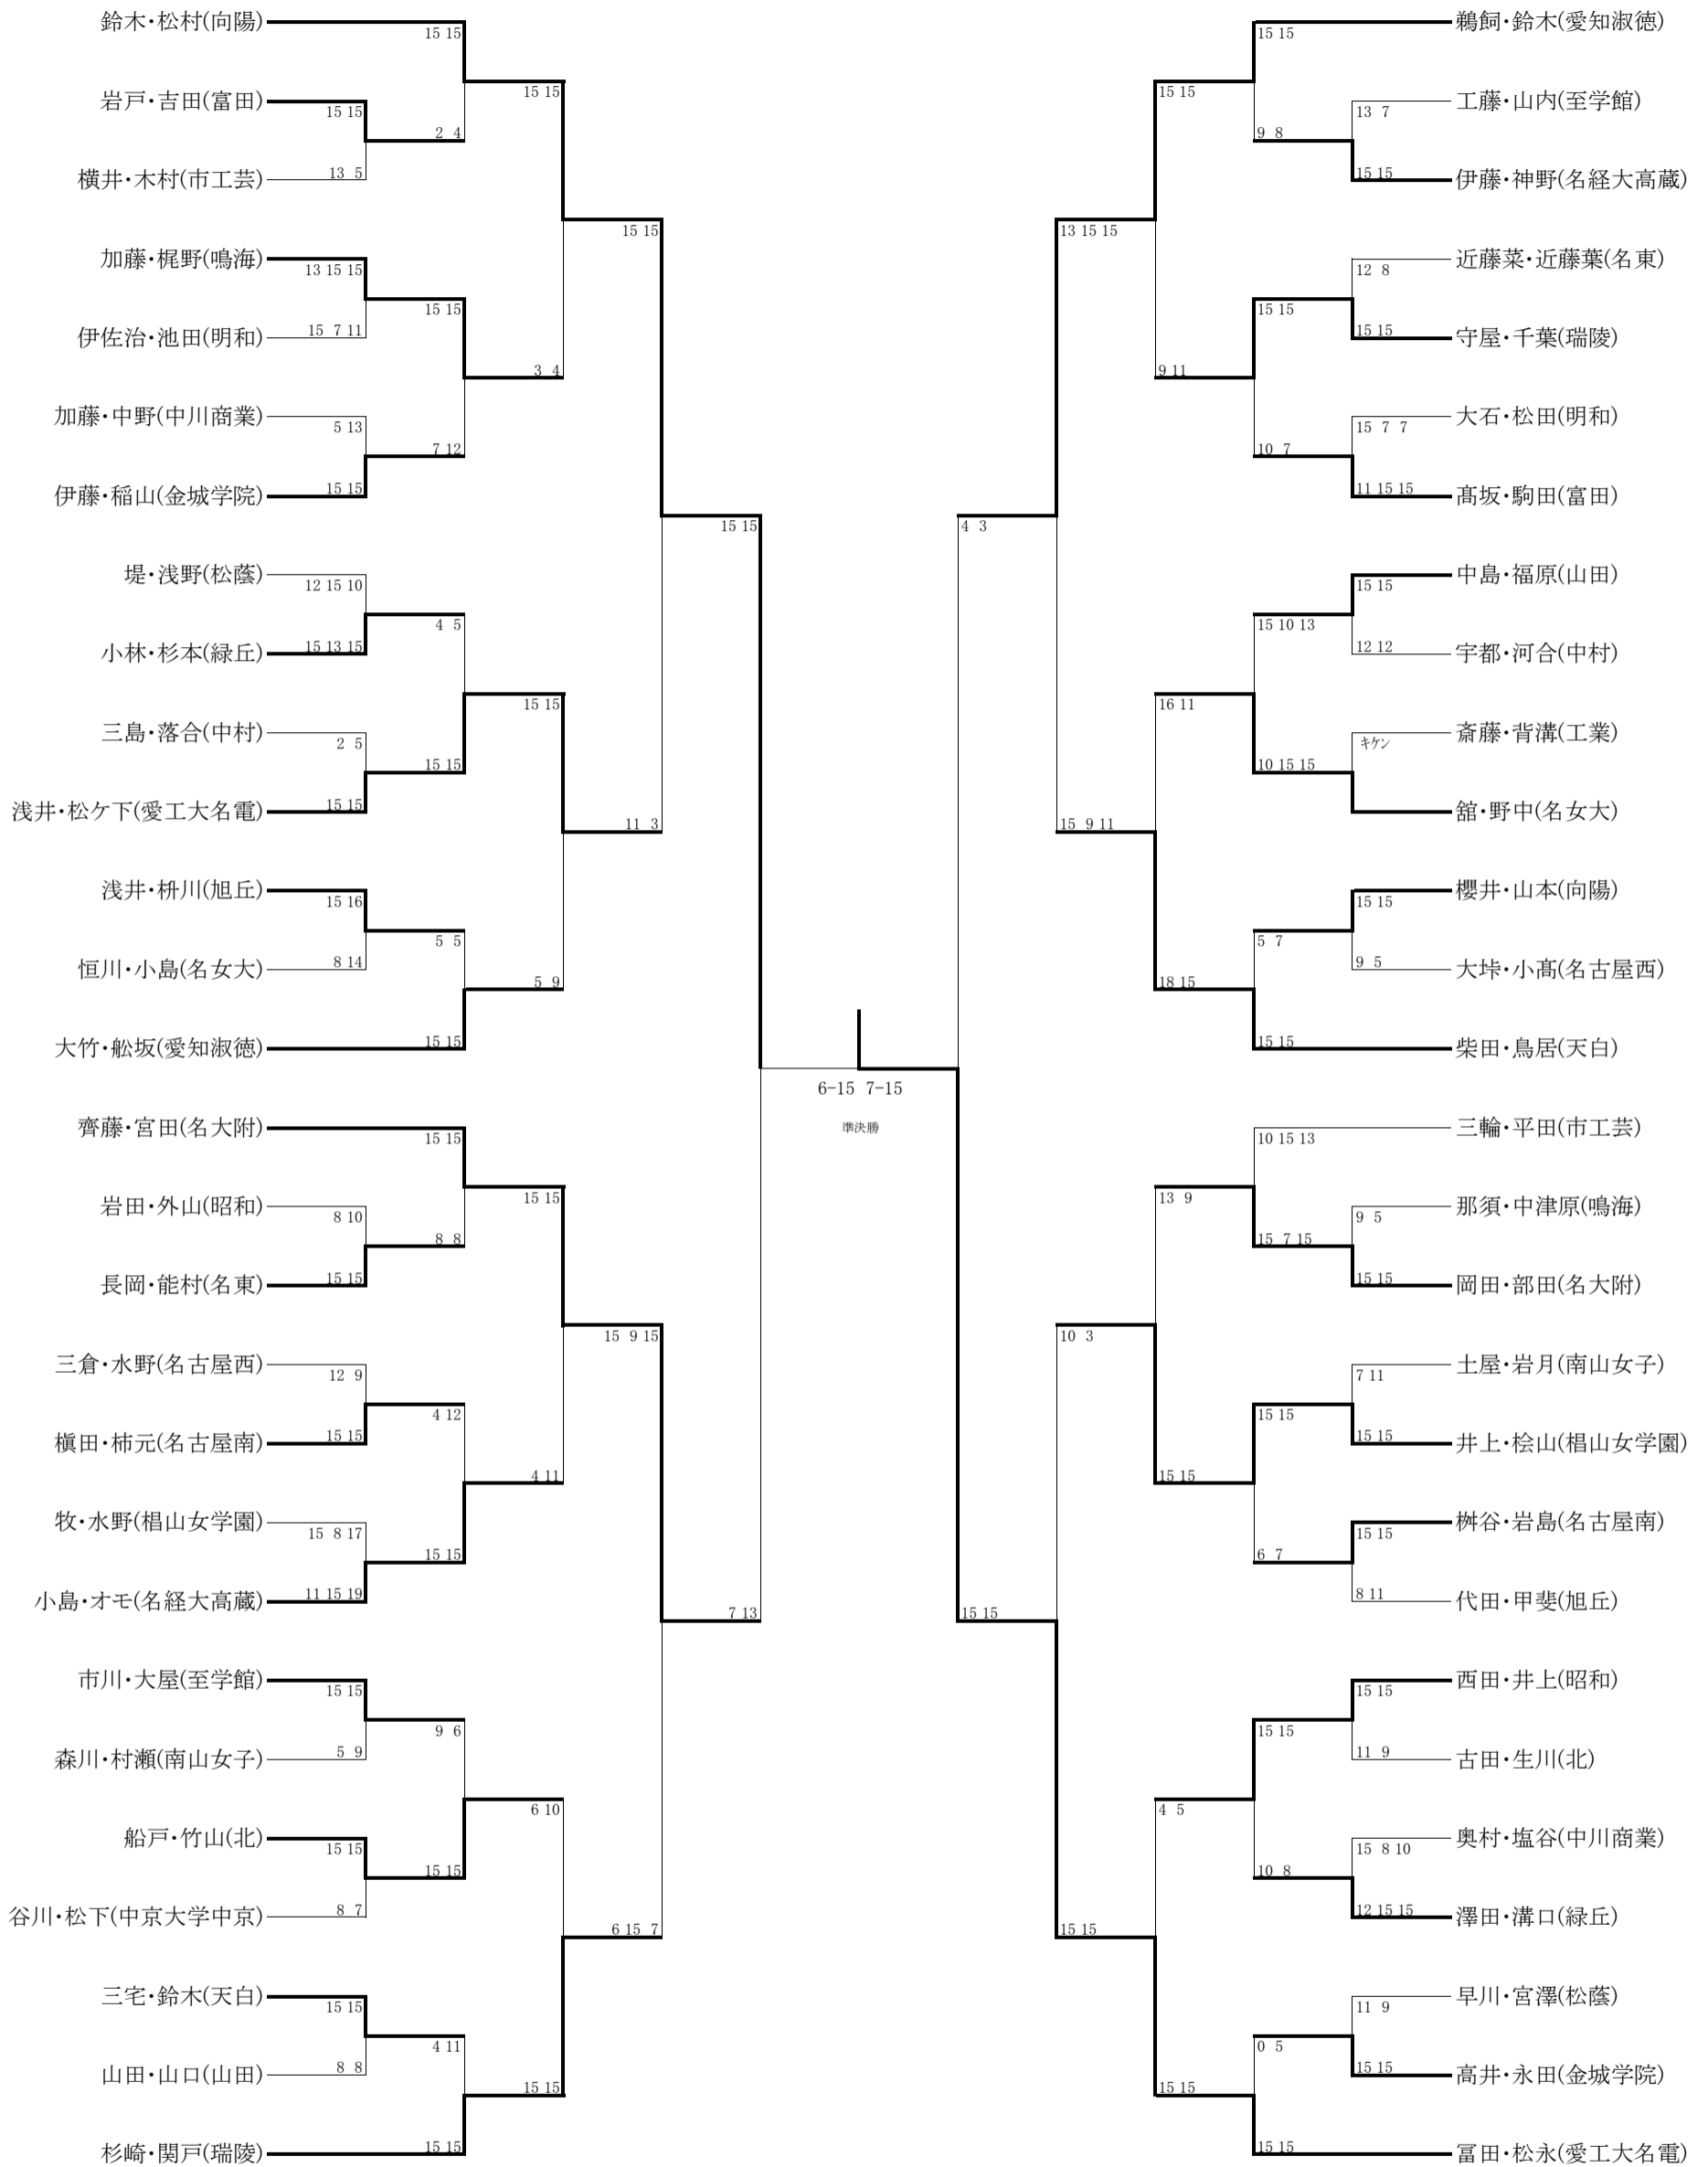 鈴木・松村(向陽)
15 15
15 15
岩戸・吉田(富田)
15 15
2 4
横井・木村(市工芸)
13 5
15 15
加藤・梶野(鳴海)
13 15 15
15 15
伊佐治・池田(明和)
15 7 11
3 4
加藤・中野(中川商業)
5 13
7 12
伊藤・稲山(金城学院)
15 15
15 15
堤・浅野(松蔭)
12 15 10
4 5
小林・杉本(緑丘)
15 13 15
15 15
三島・落合(中村)
2 5
15 15
浅井・松ケ下(愛工大名電)
15 15
11 3
浅井・枡川(旭丘)
15 16
5 5
恒川・小島(名女大)
8 14
5 9
大竹・舩坂(愛知淑徳)
15 15
齊藤・宮田(名大附)
15 15
15 15
岩田・外山(昭和)
8 10
8 8
長岡・能村(名東)
15 15
15 9 15
三倉・水野(名古屋西)
12 9
4 12
槇田・柿元(名古屋南)
15 15
4 11
牧・水野(椙山女学園)
15 8 17
15 15
小島・オモ(名経大高蔵)
11 15 19
7 13
市川・大屋(至学館)
15 15
9 6
森川・村瀬(南山女子)
5 9
6 10
船戸・竹山(北)
15 15
15 15
谷川・松下(中京大学中京)
8 7
6 15 7
三宅・鈴木(天白)
15 15
4 11
山田・山口(山田)
8 8
15 15
杉崎・関戸(瑞陵)
15 15
6-15 7-15
準決勝
鵜飼・鈴木(愛知淑徳)
15 15
15 15
工藤・山内(至学館)
13 7
9 8
伊藤・神野(名経大高蔵)
15 15
13 15 15
近藤菜・近藤葉(名東)
12 8
15 15
守屋・千葉(瑞陵)
15 15
9 11
大石・松田(明和)
15 7 7
10 7
髙坂・駒田(富田)
11 15 15
4 3
中島・福原(山田)
15 15
15 10 13
宇都・河合(中村)
12 12
16 11
斎藤・背溝(工業)
キケン
10 15 15
舘・野中(名女大)
15 9 11
櫻井・山本(向陽)
15 15
5 7
大垰・小髙(名古屋西)
9 5
18 15
柴田・鳥居(天白)
15 15
三輪・平田(市工芸)
10 15 13
13 9
那須・中津原(鳴海)
9 5
15 7 15
岡田・部田(名大附)
15 15
10 3
土屋・岩月(南山女子)
7 11
15 15
井上・桧山(椙山女学園)
15 15
15 15
桝谷・岩島(名古屋南)
15 15
6 7
代田・甲斐(旭丘)
8 11
15 15
西田・井上(昭和)
15 15
15 15
古田・生川(北)
11 9
4 5
奥村・塩谷(中川商業)
15 8 10
10 8
澤田・溝口(緑丘)
12 15 15
15 15
早川・宮澤(松蔭)
11 9
0 5
高井・永田(金城学院)
15 15
15 15
冨田・松永(愛工大名電)
15 15